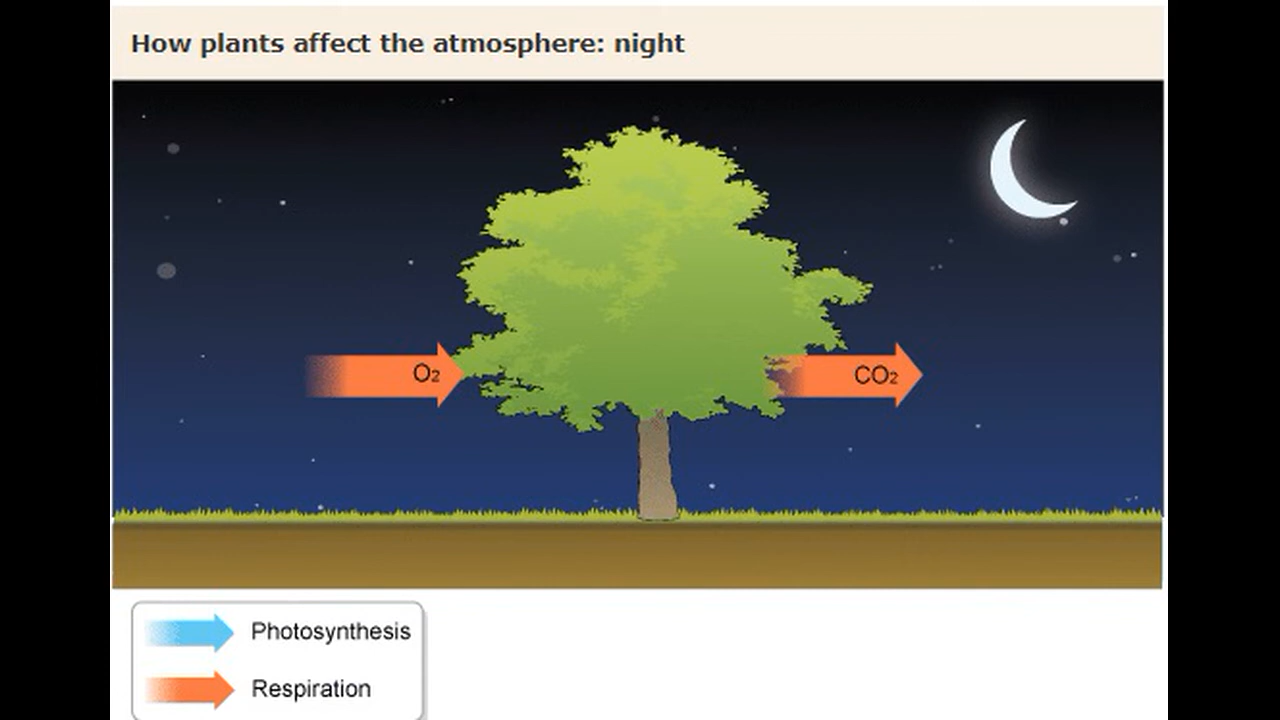 How plants affect the atmosphere: night
O₂
CO₂
Photosynthesis
Respiration